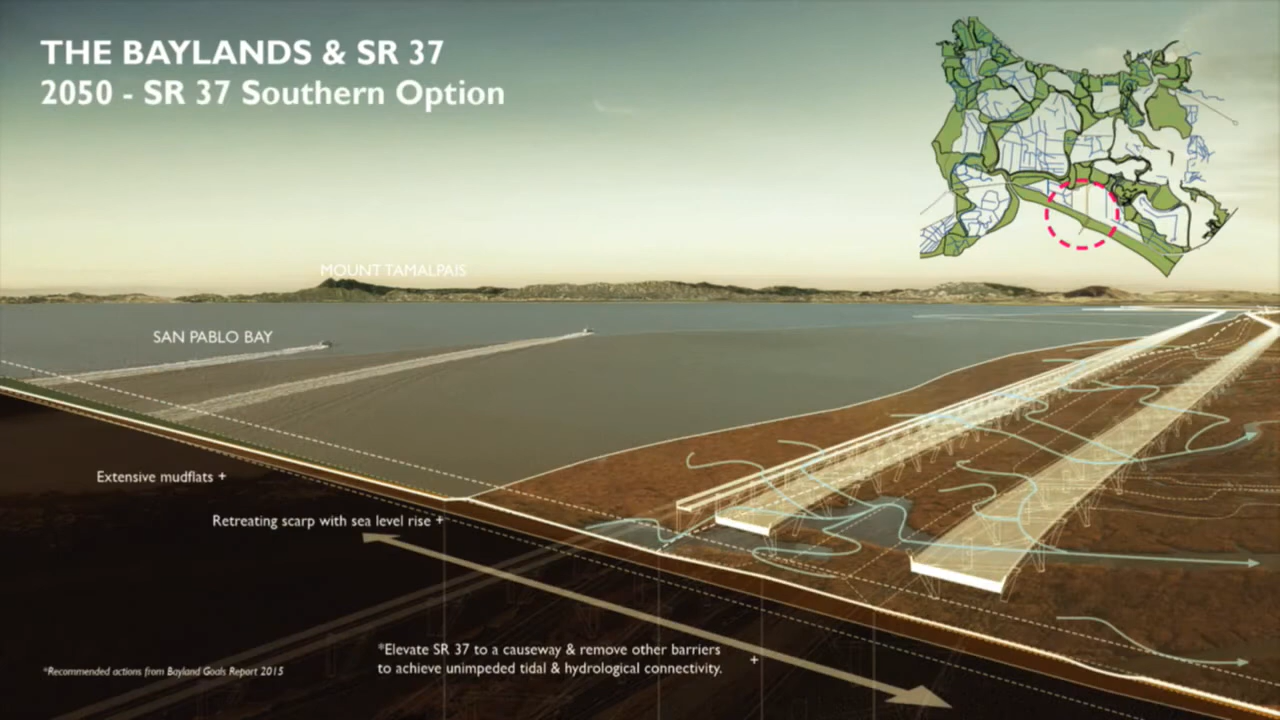 THE BAYLANDS & SR 37
2050 - SR 37 Southern Option
MOUNT TAMALPAIS
SAN PABLO BAY
Extensive mudflats +
Retreating scarp with sea level rise +
*Elevate SR 37 to a causeway & remove other barriers
to achieve unimpeded tidal & hydrological connectivity. +
*Recommended actions from Bayland Goals Report 2015